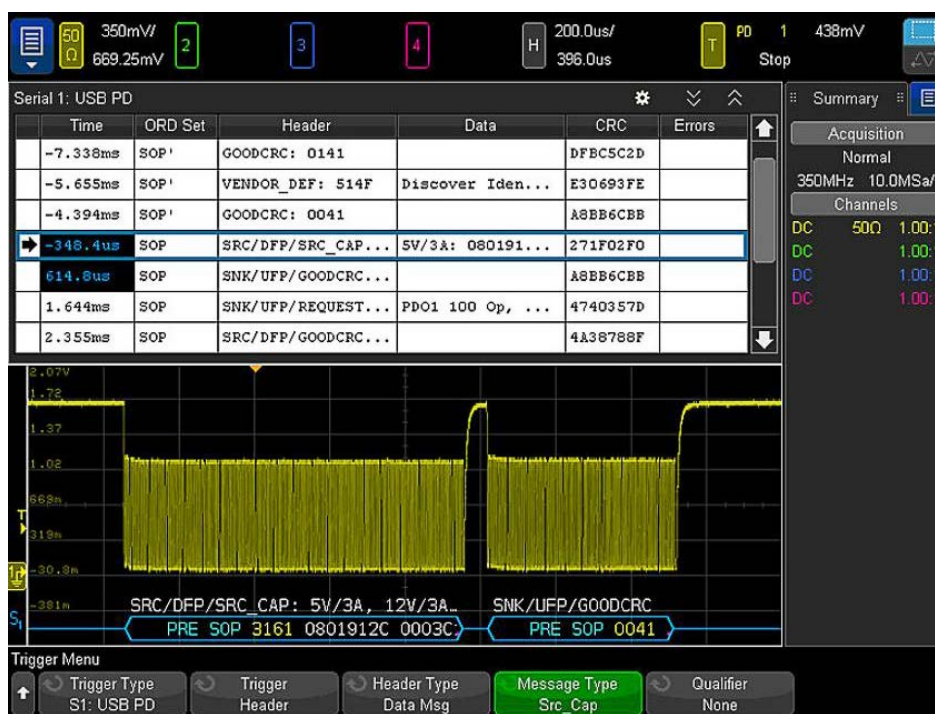 50 Ω 350mV/ 669.25mV 2 3 4 H 200.0us/ 396.0us T PD 1 438mV Stop
Serial 1: USB PD
Time ORD Set Header Data CRC Errors
-7.338ms SOP' GOODCRC: 0141 DFBC5C2D
-5.655ms SOP' VENDOR_DEF: 514F Discover Iden... E30693FE
-4.394ms SOP' GOODCRC: 0041 A8BB6CBB
-348.4us SOP SRC/DFP/SRC_CAP... 5V/3A: 080191... 271F02F0
614.8us SOP SNK/UFP/GOODCRC... A8BB6CBB
1.644ms SOP SNK/UFP/REQUEST... PDO1 100 Op, ... 4740357D
2.355ms SOP SRC/DFP/GOODCRC... 4A38788F
Summary
Acquisition
Normal
350MHz 10.0MSa/
Channels
DC 50Ω 1.00:
DC 1.00:
DC 1.00:
DC 1.00:
2.07V
1.72
1.37
1.02
669m
T
319m
-30.8m
-381m
SRC/DFP/SRC_CAP: 5V/3A, 12V/3A… SNK/UFP/GOODCRC
S1 PRE SOP 3161 0801912C 0003C PRE SOP 0041
Trigger Menu
Trigger Type Trigger Header Type Message Type Qualifier
S1: USB PD Header Data Msg Src_Cap None